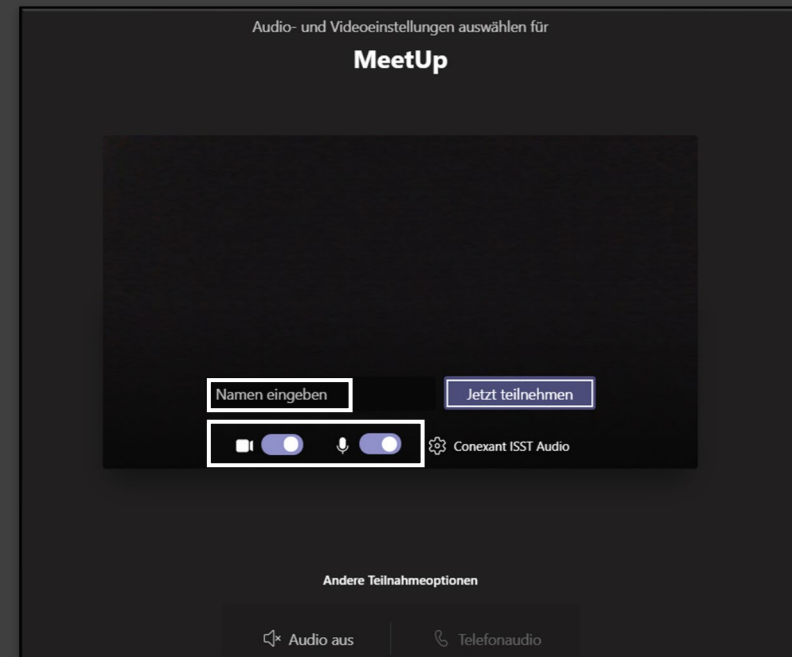 Audio- und Videoeinstellungen auswählen für
MeetUp
Namen eingeben
Jetzt teilnehmen
Conexant ISST Audio
Andere Teilnahmeoptionen
Audio aus
Telefonaudio